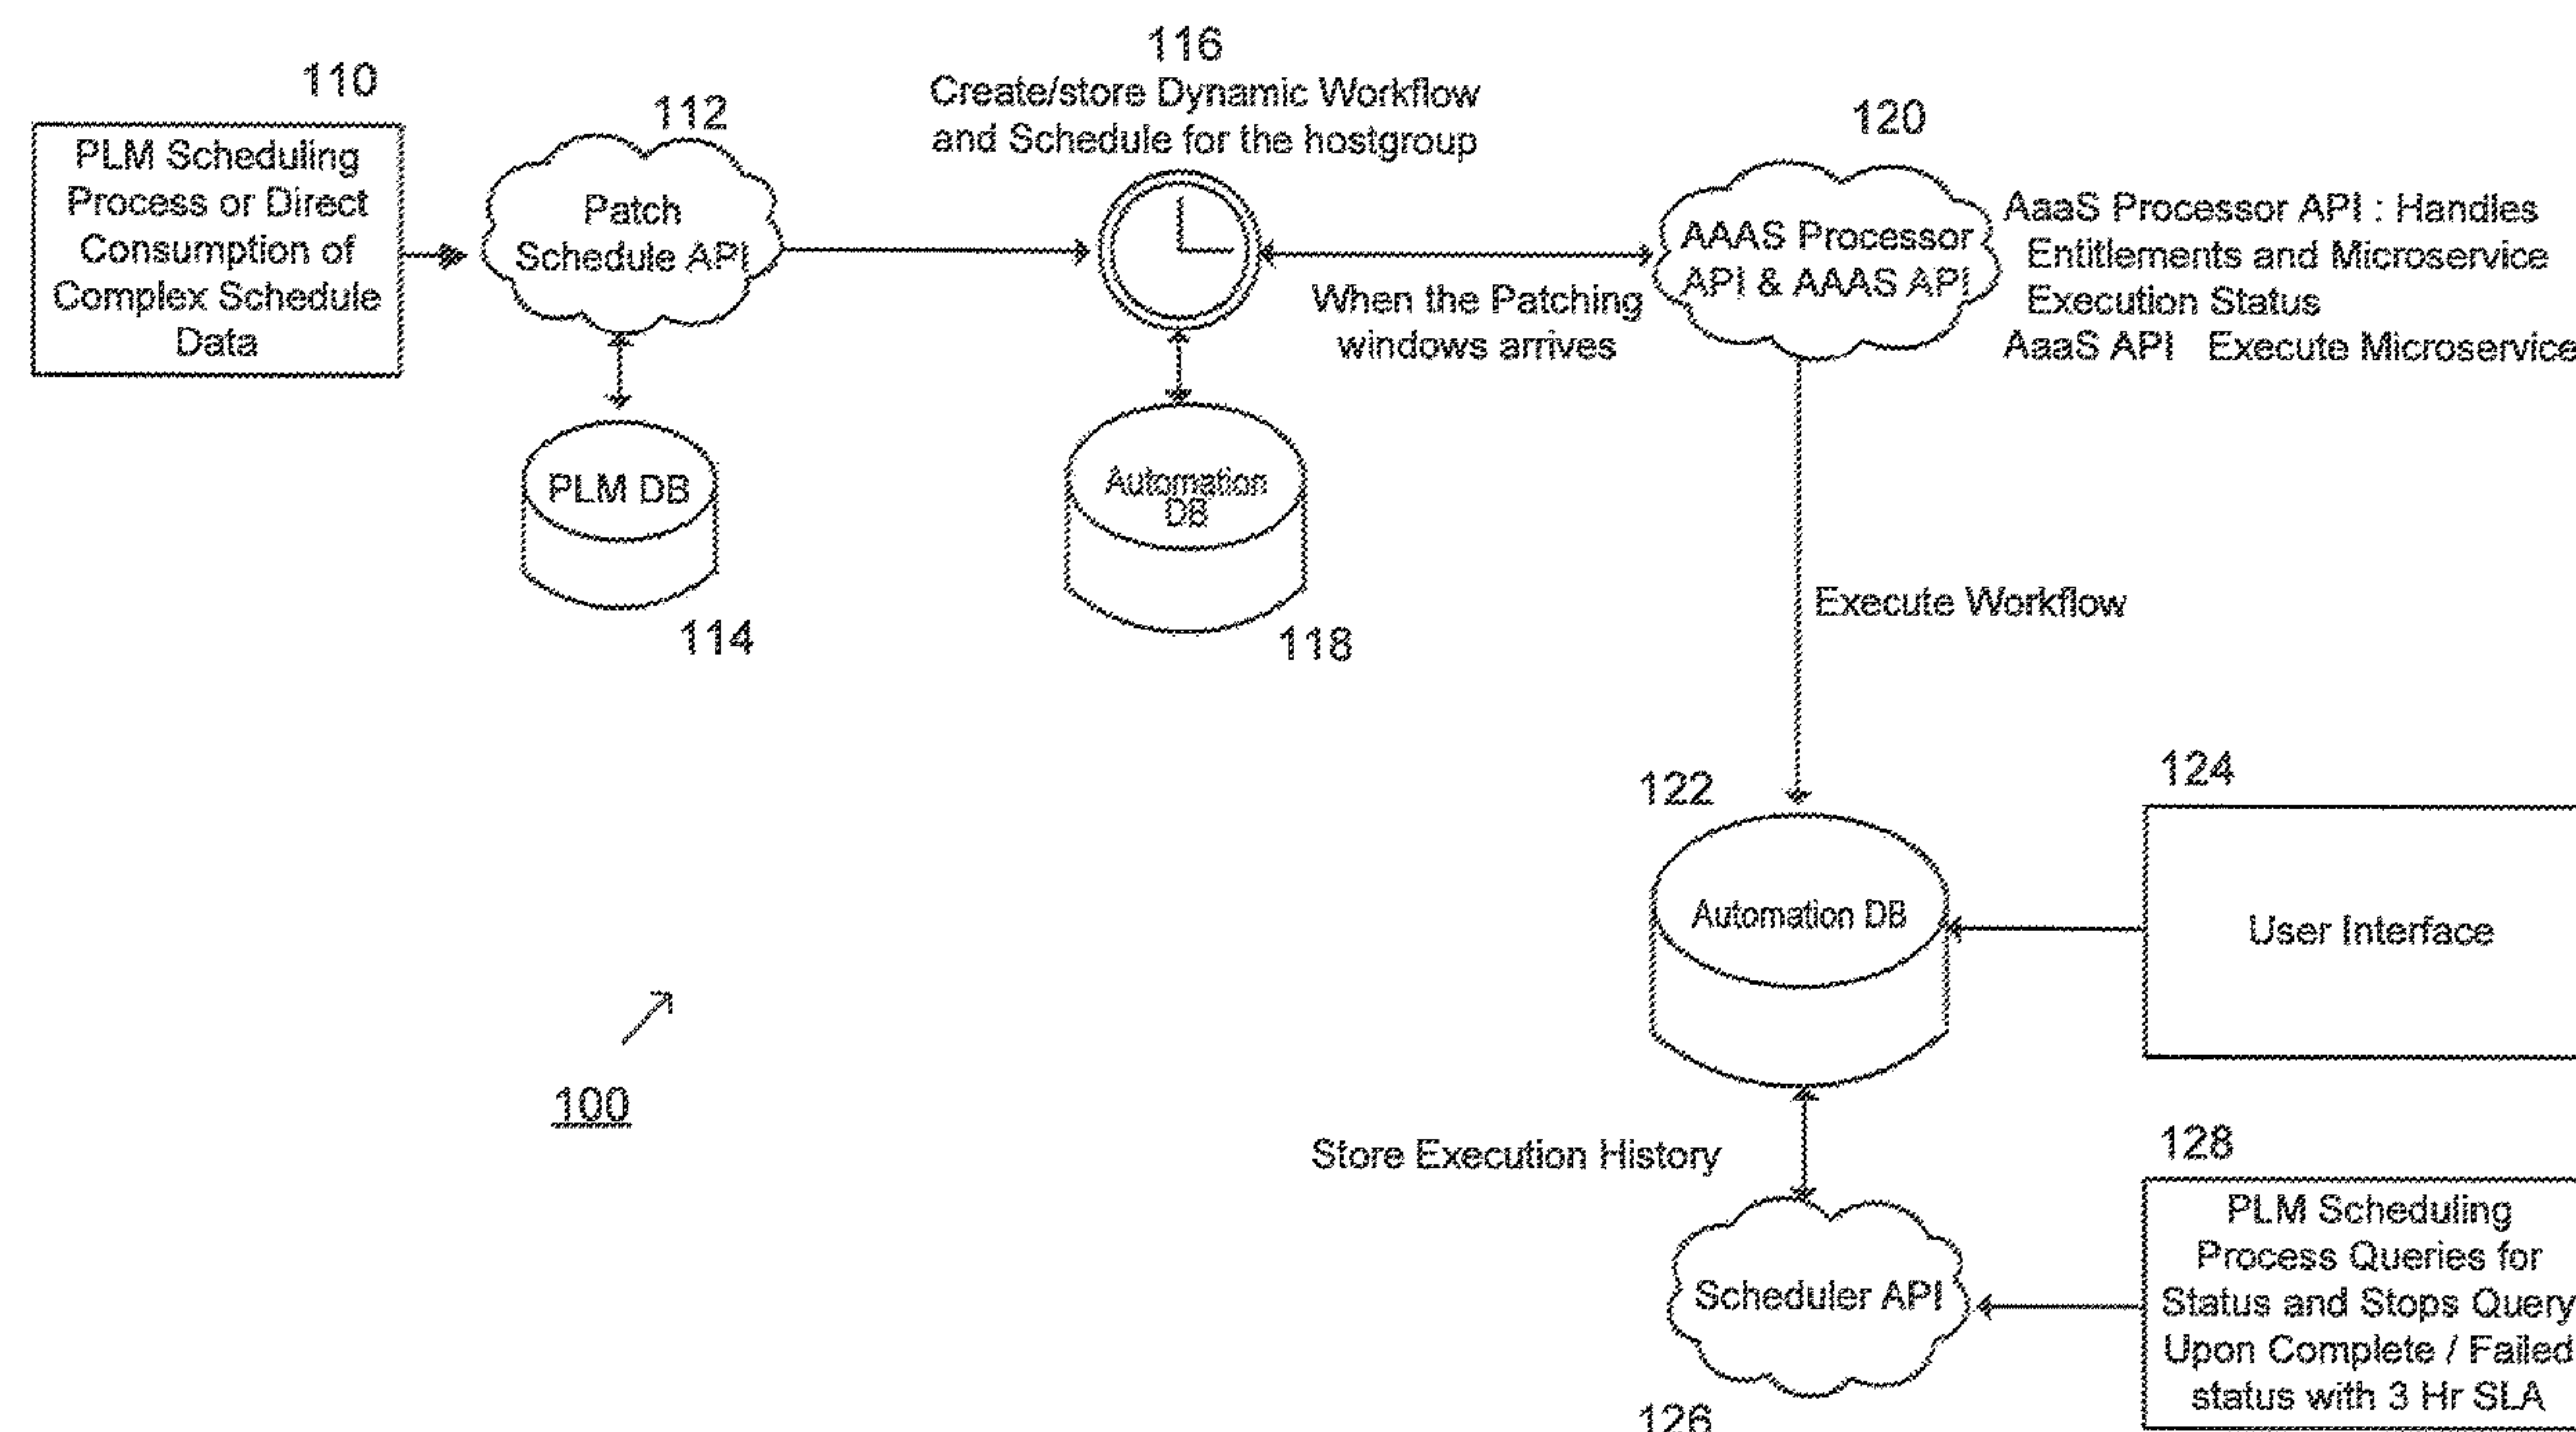 110
PLM Scheduling
Process or Direct
Consumption of
Complex Schedule
Data
112
Patch
Schedule API
PLM DB
114
116
Create/store Dynamic Workflow
and Schedule for the hostgroup
Automation
DB
118
When the Patching
windows arrives
120
AAAS Processor
API & AAAS API
AaaS Processor API : Handles
Entitlements and Microservice
Execution Status
AaaS API Execute Microservice
Execute Workflow
122
Automation DB
124
User Interface
Store Execution History
Scheduler API
126
128
PLM Scheduling
Process Queries for
Status and Stops Query
Upon Complete / Failed
status with 3 Hr SLA
100